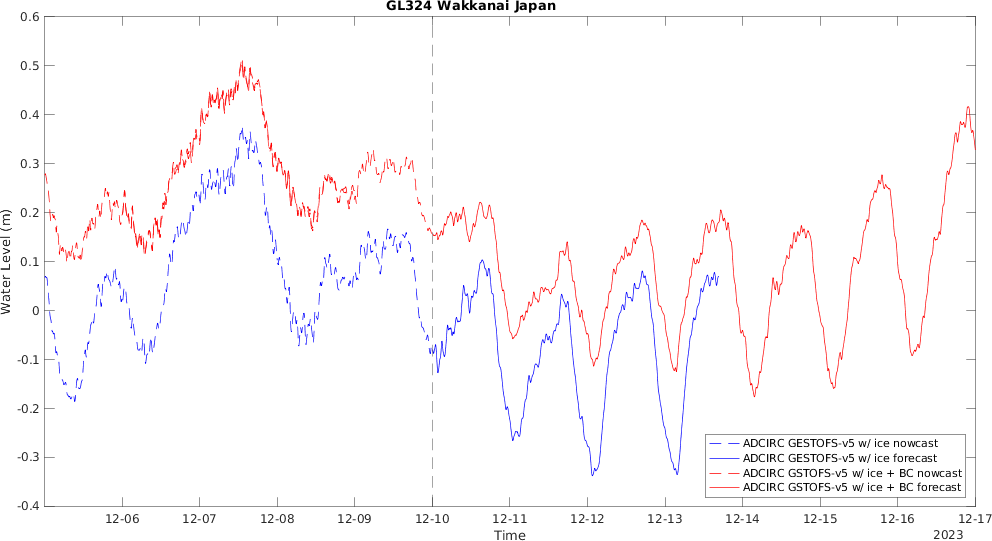 GL324 Wakkanai Japan
0.6
0.5
0.4
0.3
0.2
0.1
0
-0.1
-0.2
-0.3
-0.4
Water Level (m)
ADCIRC GESTOFS-v5 w/ ice nowcast
ADCIRC GESTOFS-v5 w/ ice forecast
ADCIRC GSTOFS-v5 w/ ice + BC nowcast
ADCIRC GSTOFS-v5 w/ ice + BC forecast
12-06 12-07 12-08 12-09 12-10 12-11 12-12 12-13 12-14 12-15 12-16 12-17
Time
2023